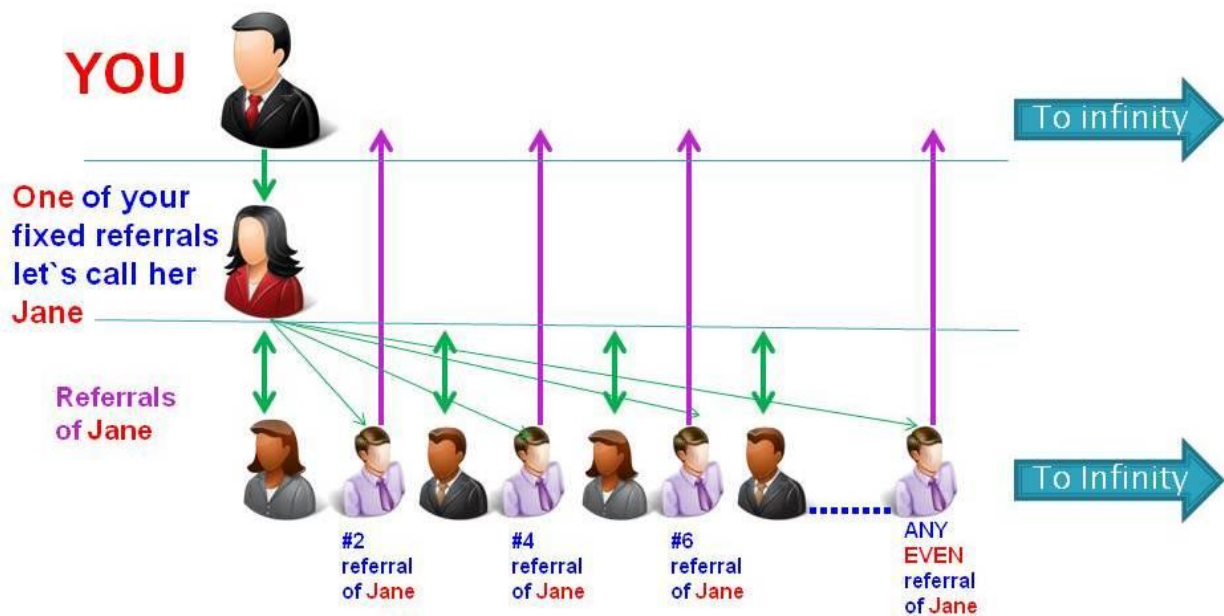 YOU
To infinity
One of your
fixed referrals
let`s call her
Jane
Referrals
of Jane
To Infinity
#2
referral
of Jane
#4
referral
of Jane
#6
referral
of Jane
ANY
EVEN
referral
of Jane